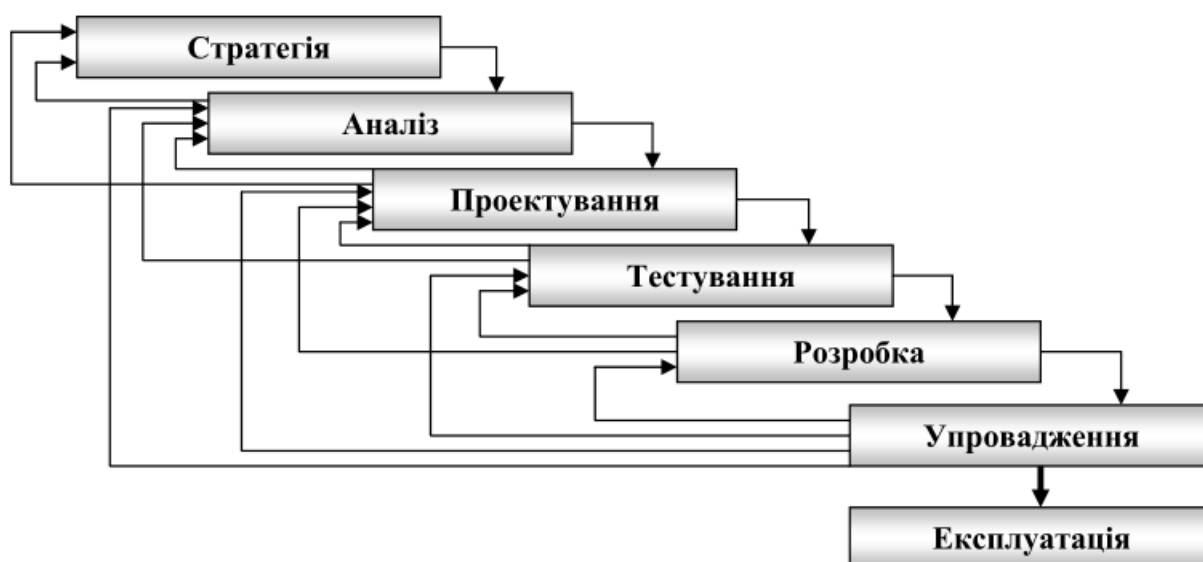 Стратегія
Аналіз
Проектування
Тестування
Розробка
Упровадження
Експлуатація